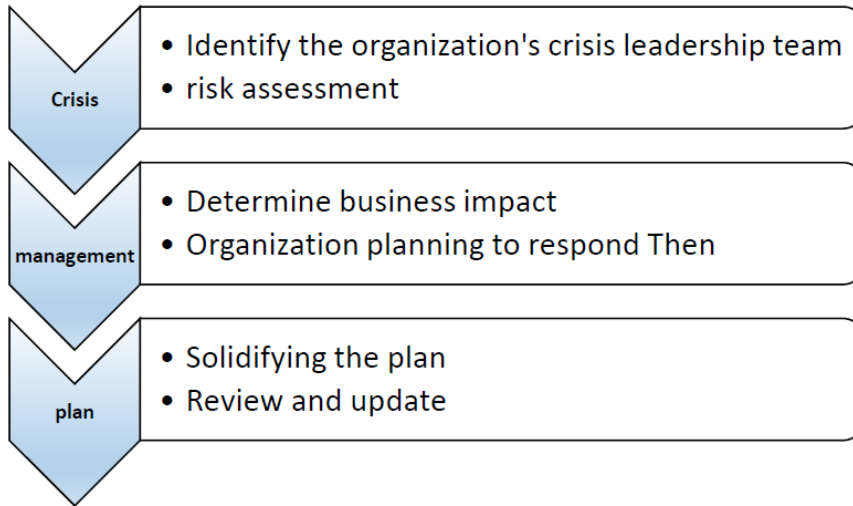 Crisis
• Identify the organization's crisis leadership team
• risk assessment
management
• Determine business impact
• Organization planning to respond Then
plan
• Solidifying the plan
• Review and update